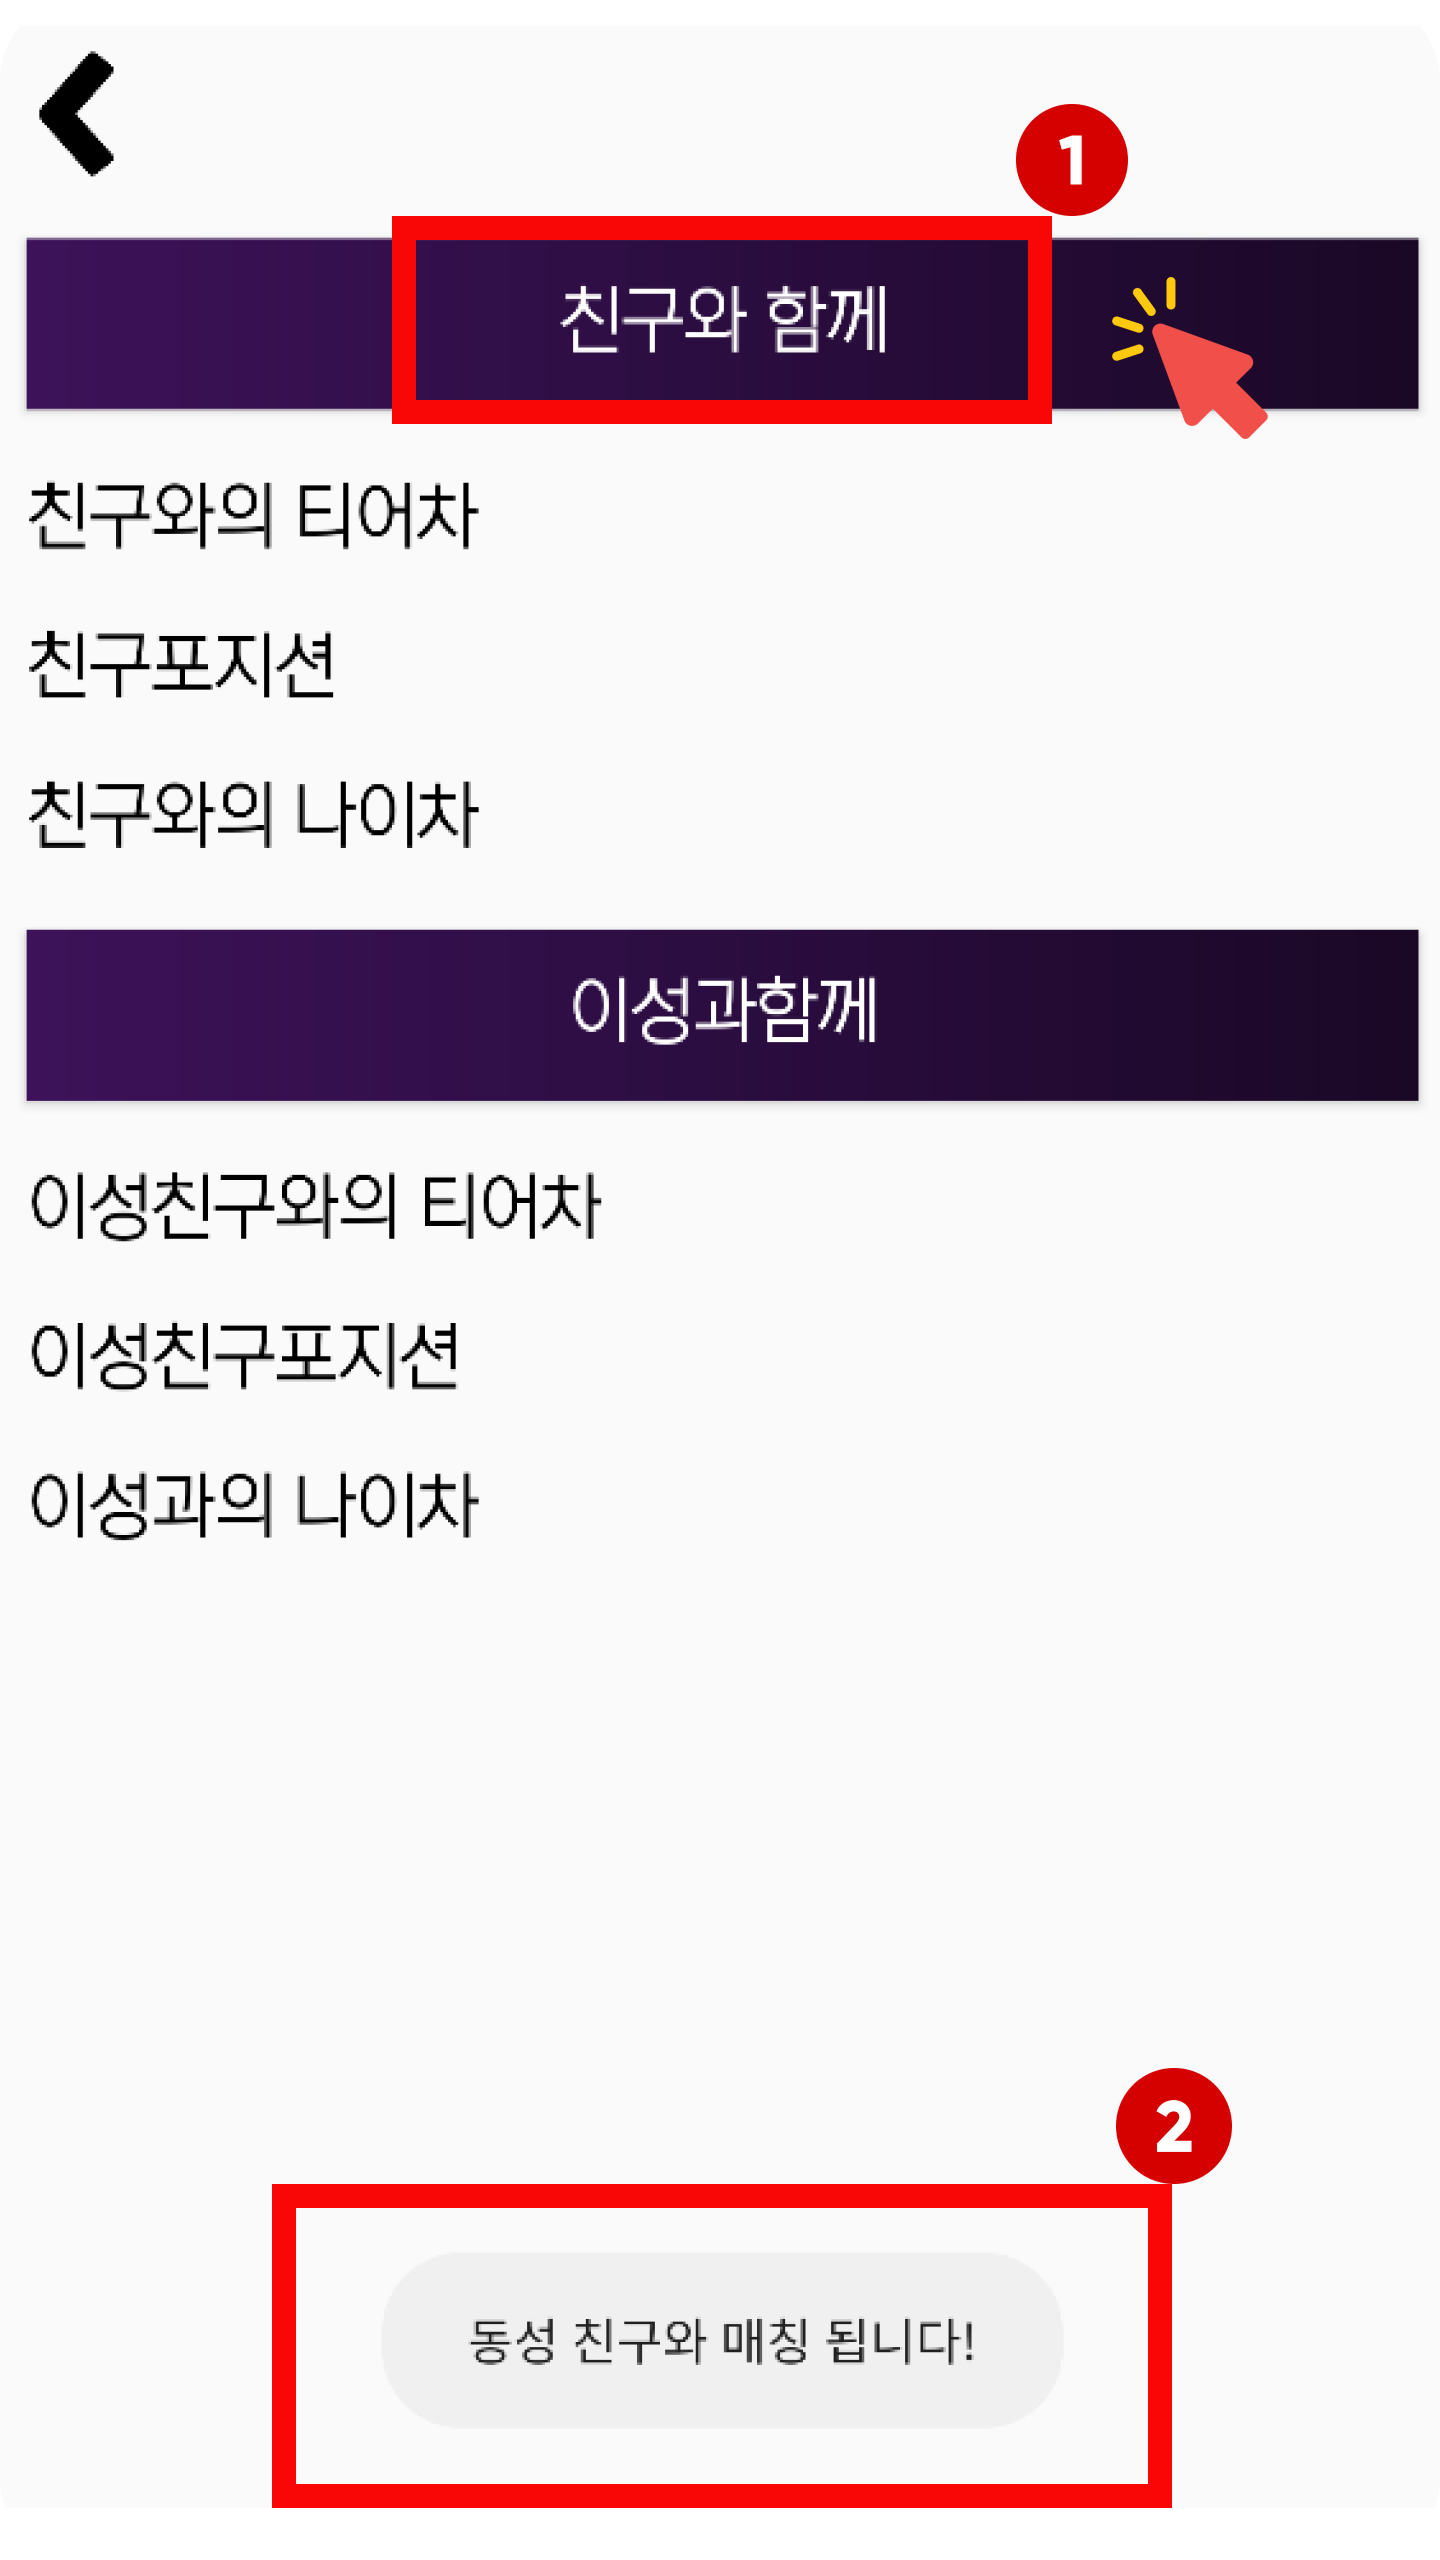 1
친구와 함께
친구와의 티어차
친구포지션
친구와의 나이차
이성과함께
이성친구와의 티어차
이성친구포지션
이성과의 나이차
2
동성 친구와 매칭 됩니다!